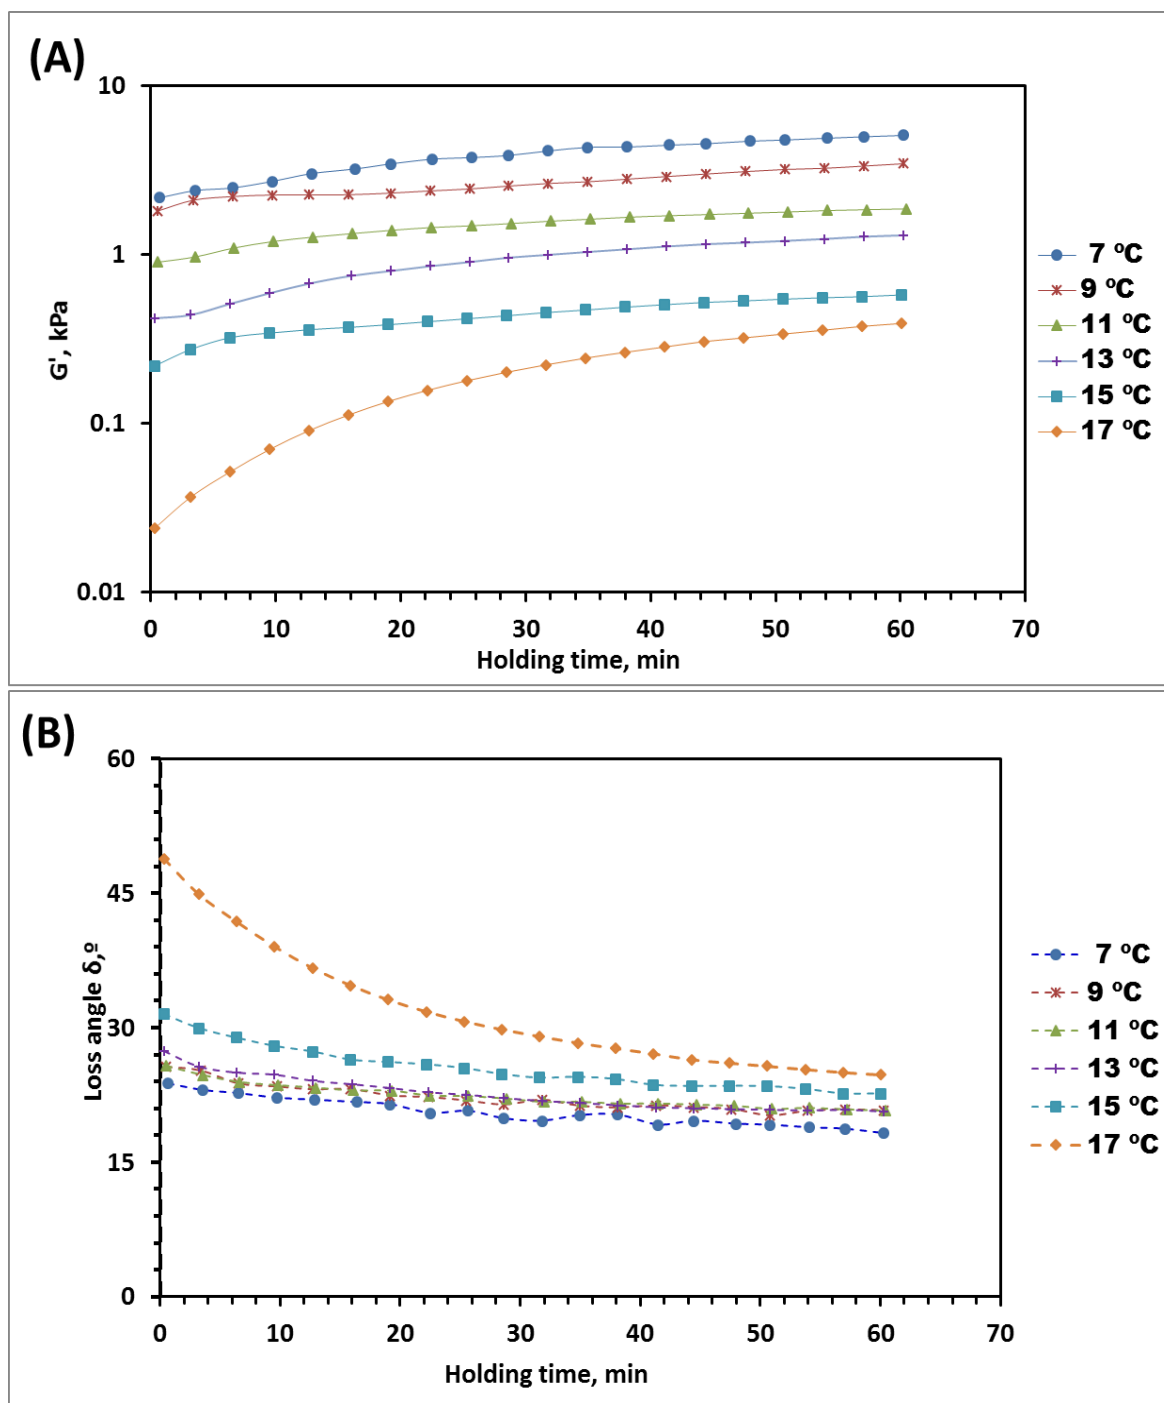 (A)
10
1
0.1
0.01
G', kPa
0 10 20 30 40 50 60 70
Holding time, min
7 ºC
9 ºC
11 ºC
13 ºC
15 ºC
17 ºC
(B)
60
45
30
15
0
Loss angle δ,º
0 10 20 30 40 50 60 70
Holding time, min
7 ºC
9 ºC
11 ºC
13 ºC
15 ºC
17 ºC